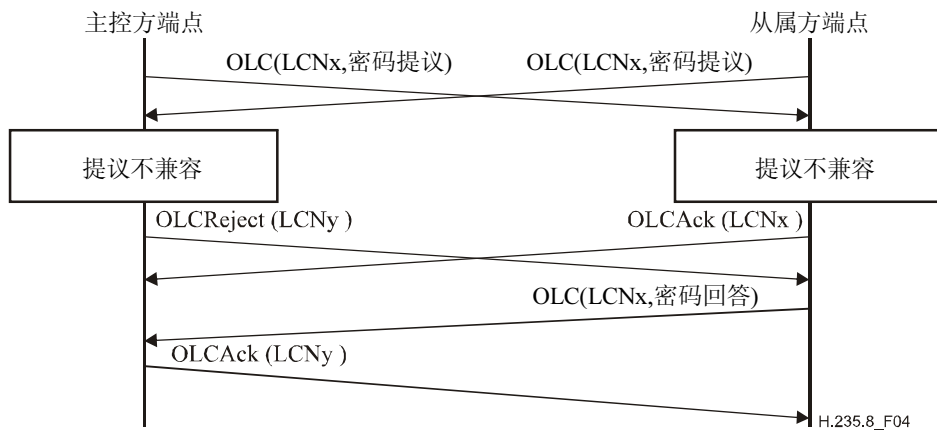 主控方端点
从属方端点
OLC(LCNx,密码提议)
OLC(LCNx,密码提议)
提议不兼容
提议不兼容
OLCReject (LCNy )
OLCAck (LCNx )
OLC(LCNx,密码回答)
OLCAck (LCNy )
H.235.8_F04